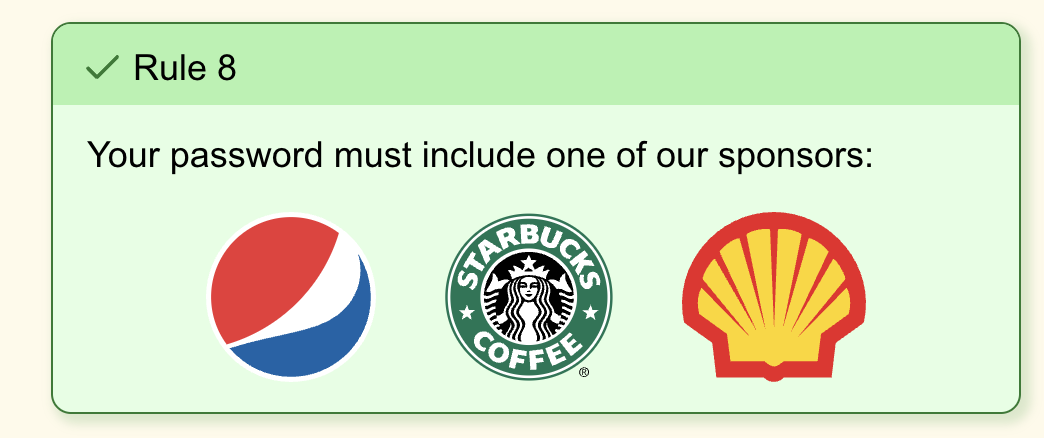 Rule 8
Your password must include one of our sponsors:
STARBUCKS
COFFEE
®